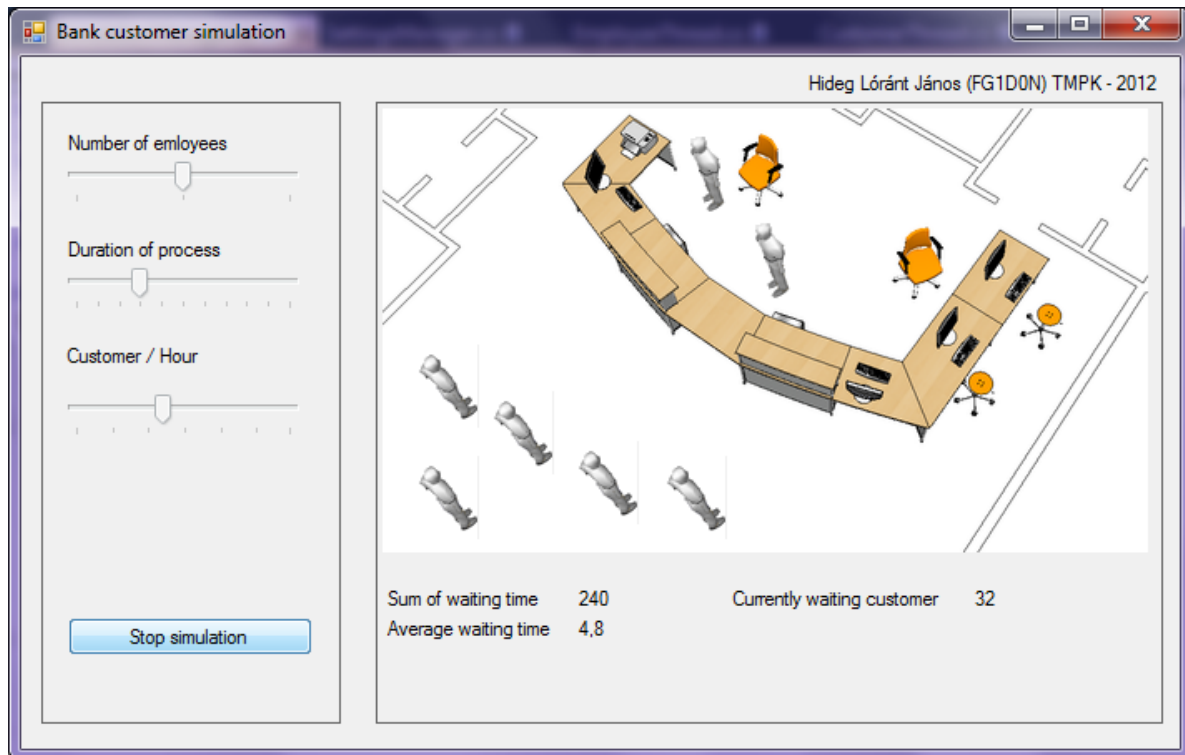 Bank customer simulation
Hideg Lóránt János (FG1D0N) TMPK - 2012
Number of emloyees
Duration of process
Customer / Hour
Stop simulation
Sum of waiting time 240
Currently waiting customer 32
Average waiting time 4,8